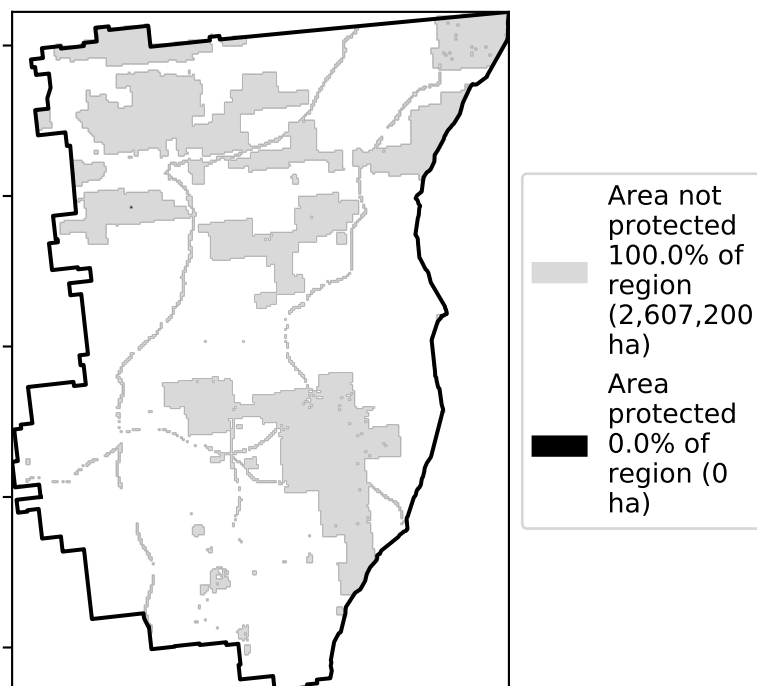 Area not
protected
100.0% of
region
(2,607,200
ha)
Area
protected
0.0% of
region (0
ha)